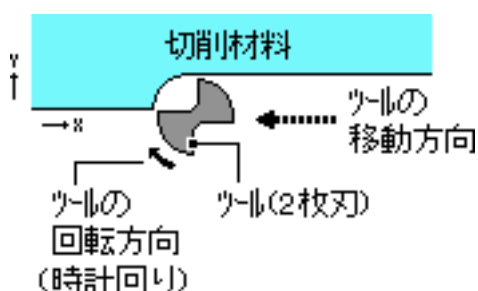 切削材料
Y
→X
ﾂｰﾙの
移動方向
ﾂｰﾙの
回転方向
(時計回り)
ﾂｰﾙ(2枚刃)